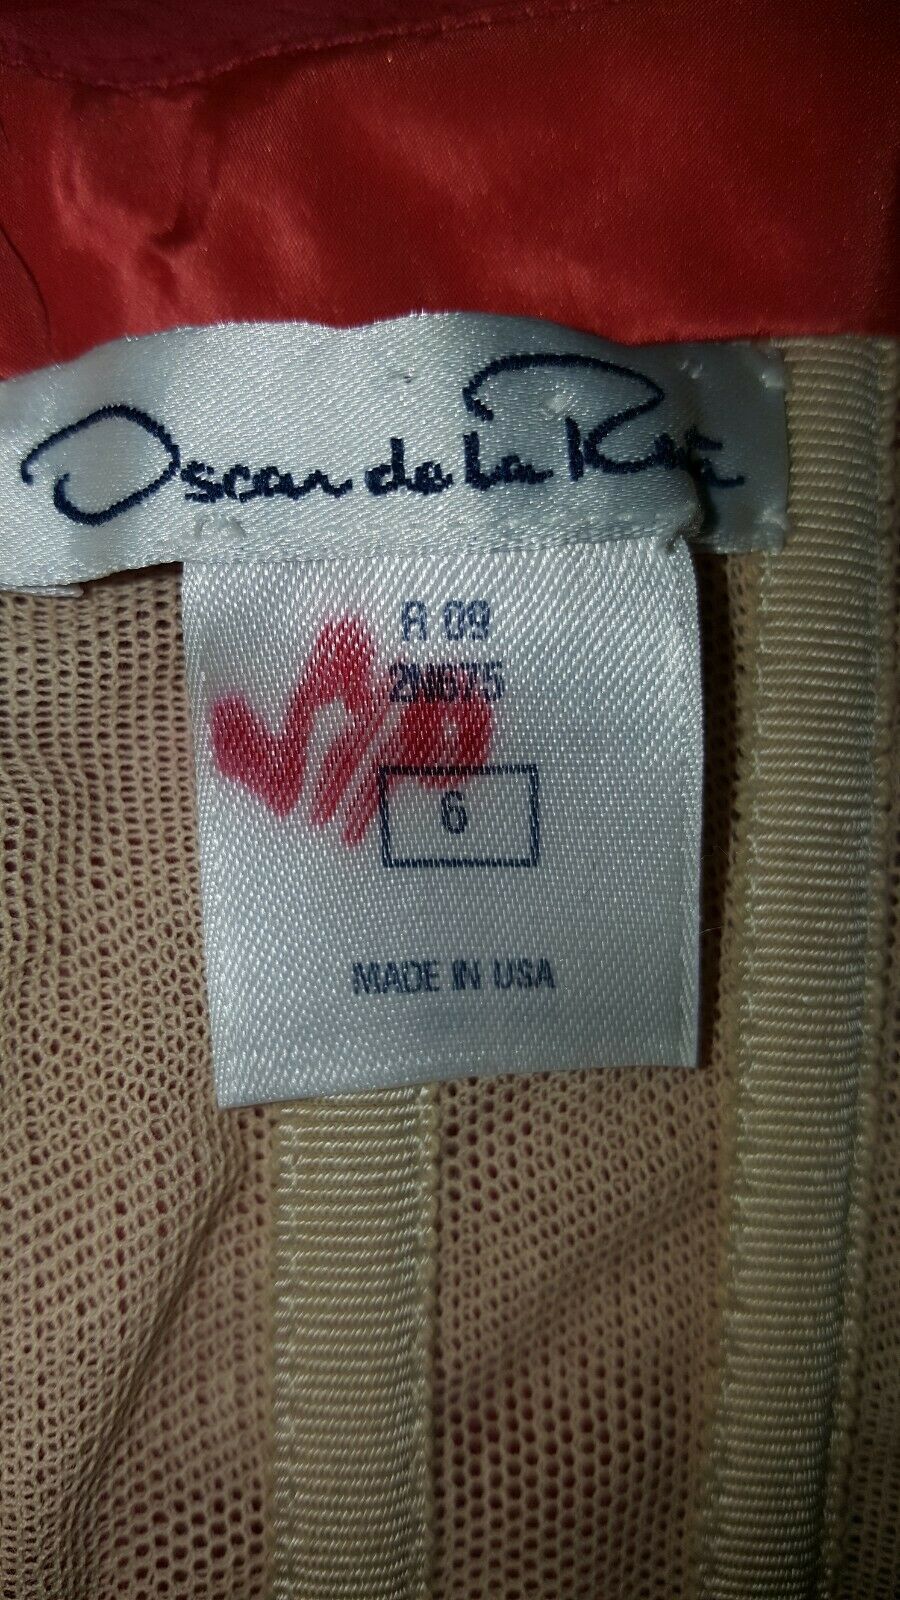 Oscar de la Renta
R 09
2N675
6
MADE IN USA